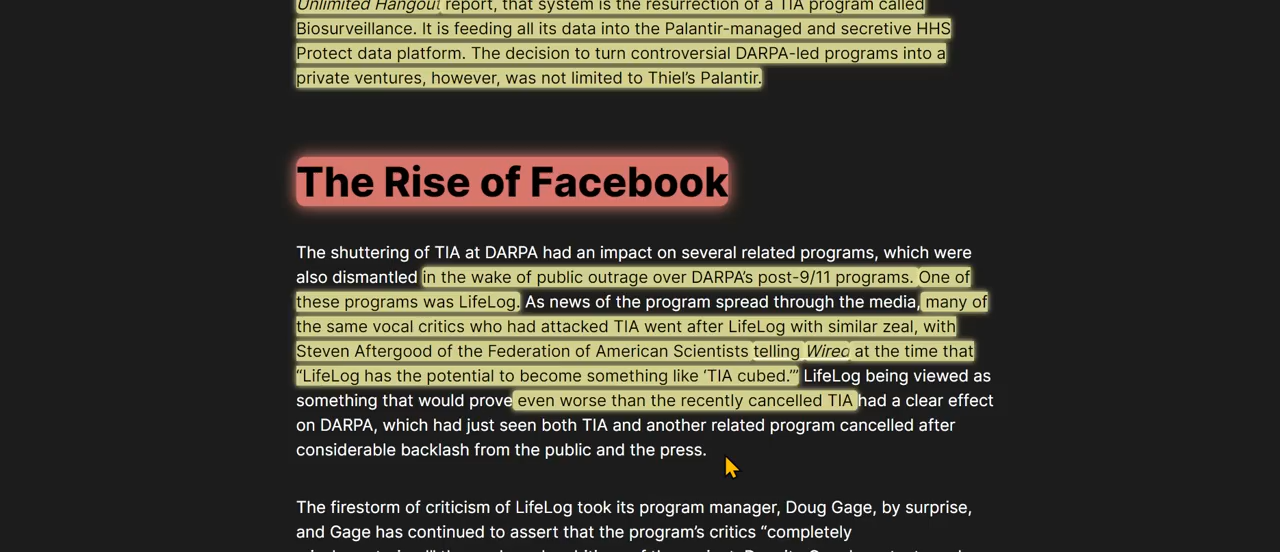 Unlimited Hangout report, that system is the resurrection of a TIA program called
Biosurveillance. It is feeding all its data into the Palantir-managed and secretive HHS
Protect data platform. The decision to turn controversial DARPA-led programs into a
private ventures, however, was not limited to Thiel’s Palantir.
The Rise of Facebook
The shuttering of TIA at DARPA had an impact on several related programs, which were
also dismantled in the wake of public outrage over DARPA’s post-9/11 programs. One of
these programs was LifeLog. As news of the program spread through the media, many of
the same vocal critics who had attacked TIA went after LifeLog with similar zeal, with
Steven Aftergood of the Federation of American Scientists telling Wired at the time that
“LifeLog has the potential to become something like ‘TIA cubed.’” LifeLog being viewed as
something that would prove even worse than the recently cancelled TIA had a clear effect
on DARPA, which had just seen both TIA and another related program cancelled after
considerable backlash from the public and the press.
The firestorm of criticism of LifeLog took its program manager, Doug Gage, by surprise,
and Gage has continued to assert that the program’s critics “completely